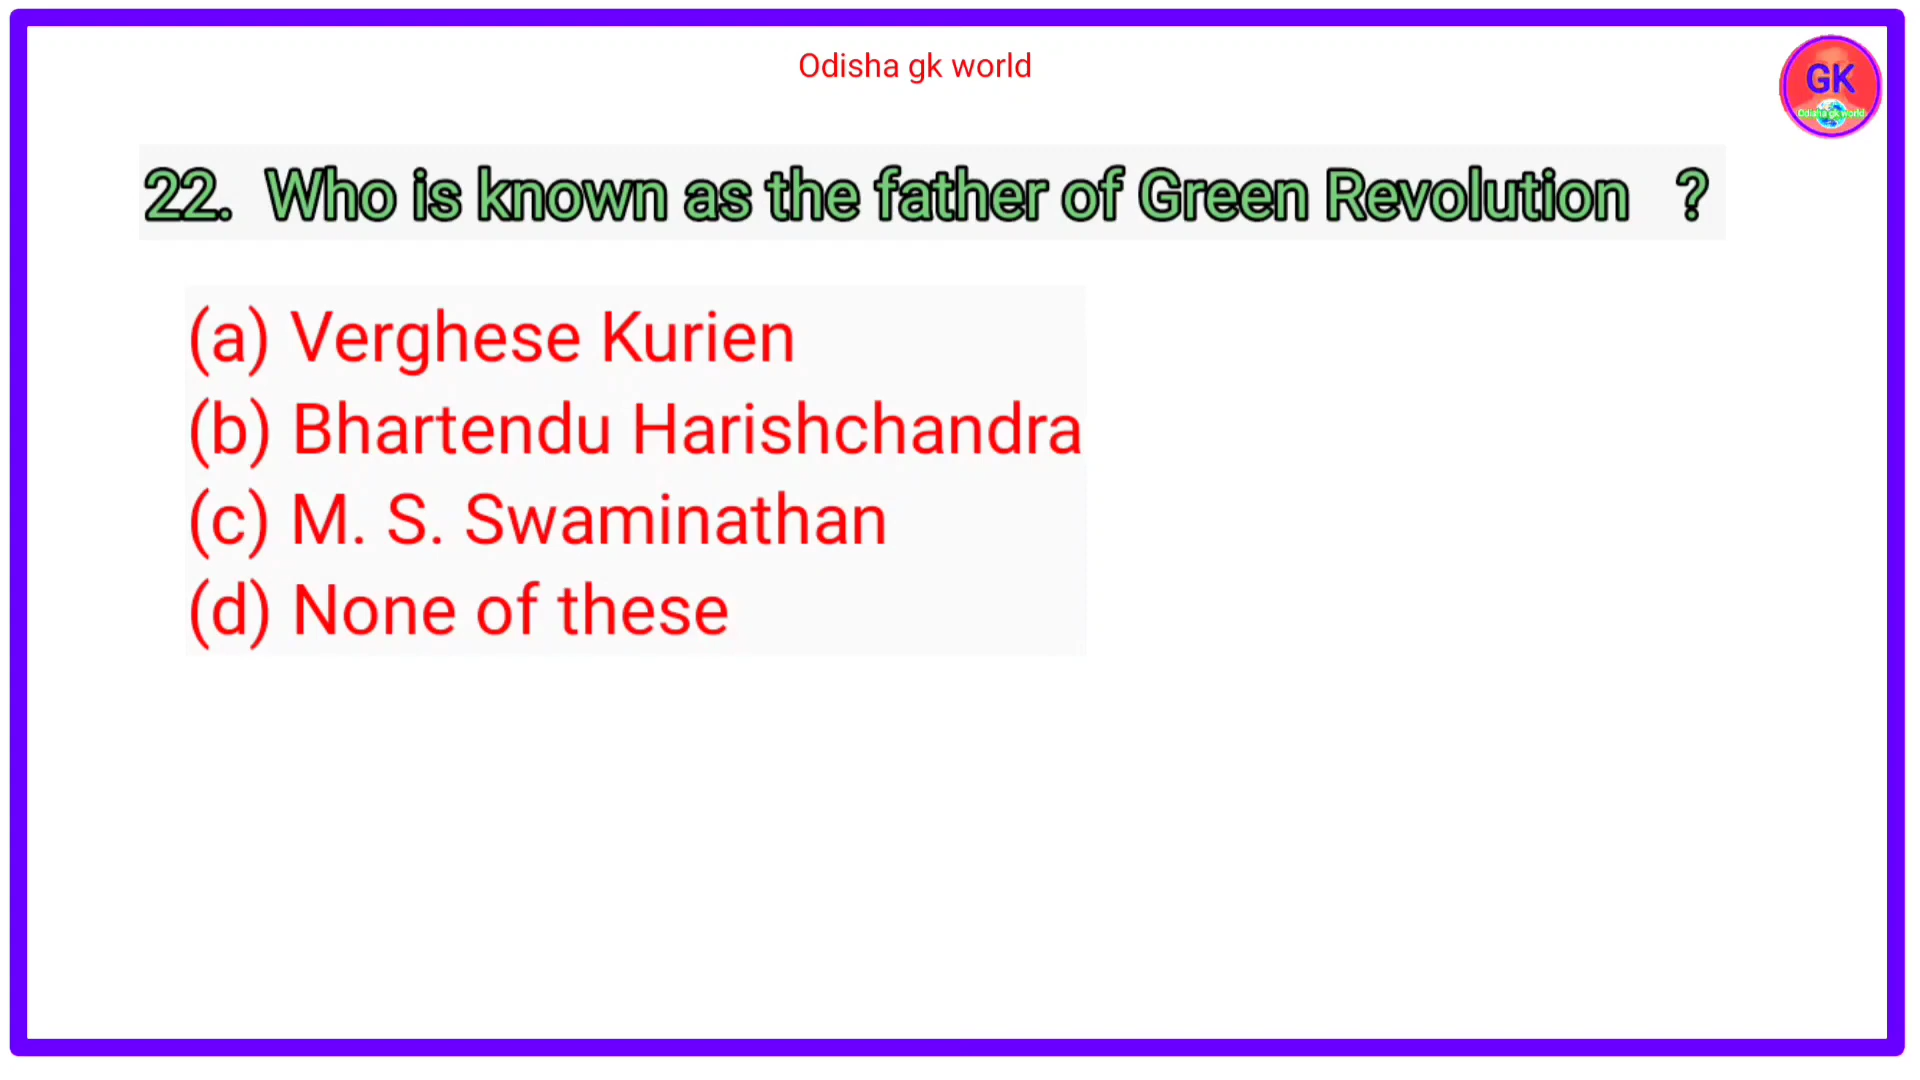 Odisha gk world
GK
Odisha gk world
22. Who is known as the father of Green Revolution ?
(a) Verghese Kurien
(b) Bhartendu Harishchandra
(c) M. S. Swaminathan
(d) None of these